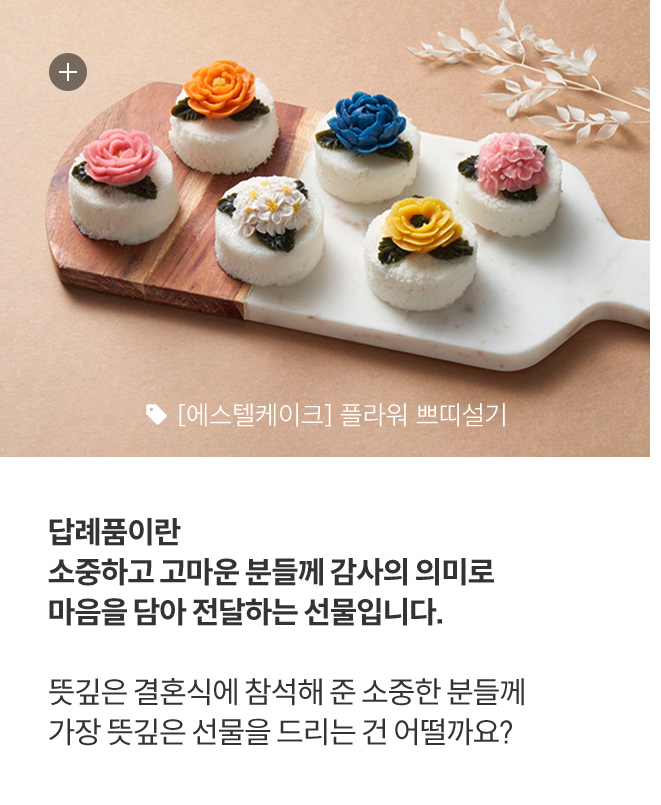 [에스텔케이크] 플라워 쁘띠설기
답례품이란
소중하고 고마운 분들께 감사의 의미로
마음을 담아 전달하는 선물입니다.
뜻깊은 결혼식에 참석해 준 소중한 분들께
가장 뜻깊은 선물을 드리는 건 어떨까요?